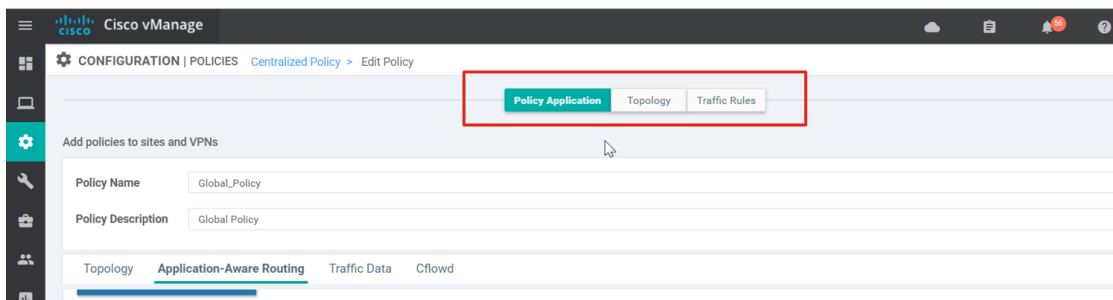 cisco Cisco vManage 56
CONFIGURATION | POLICIES Centralized Policy > Edit Policy
Policy Application Topology Traffic Rules
Add policies to sites and VPNs
Policy Name Global_Policy
Policy Description Global Policy
Topology Application-Aware Routing Traffic Data Cflowd